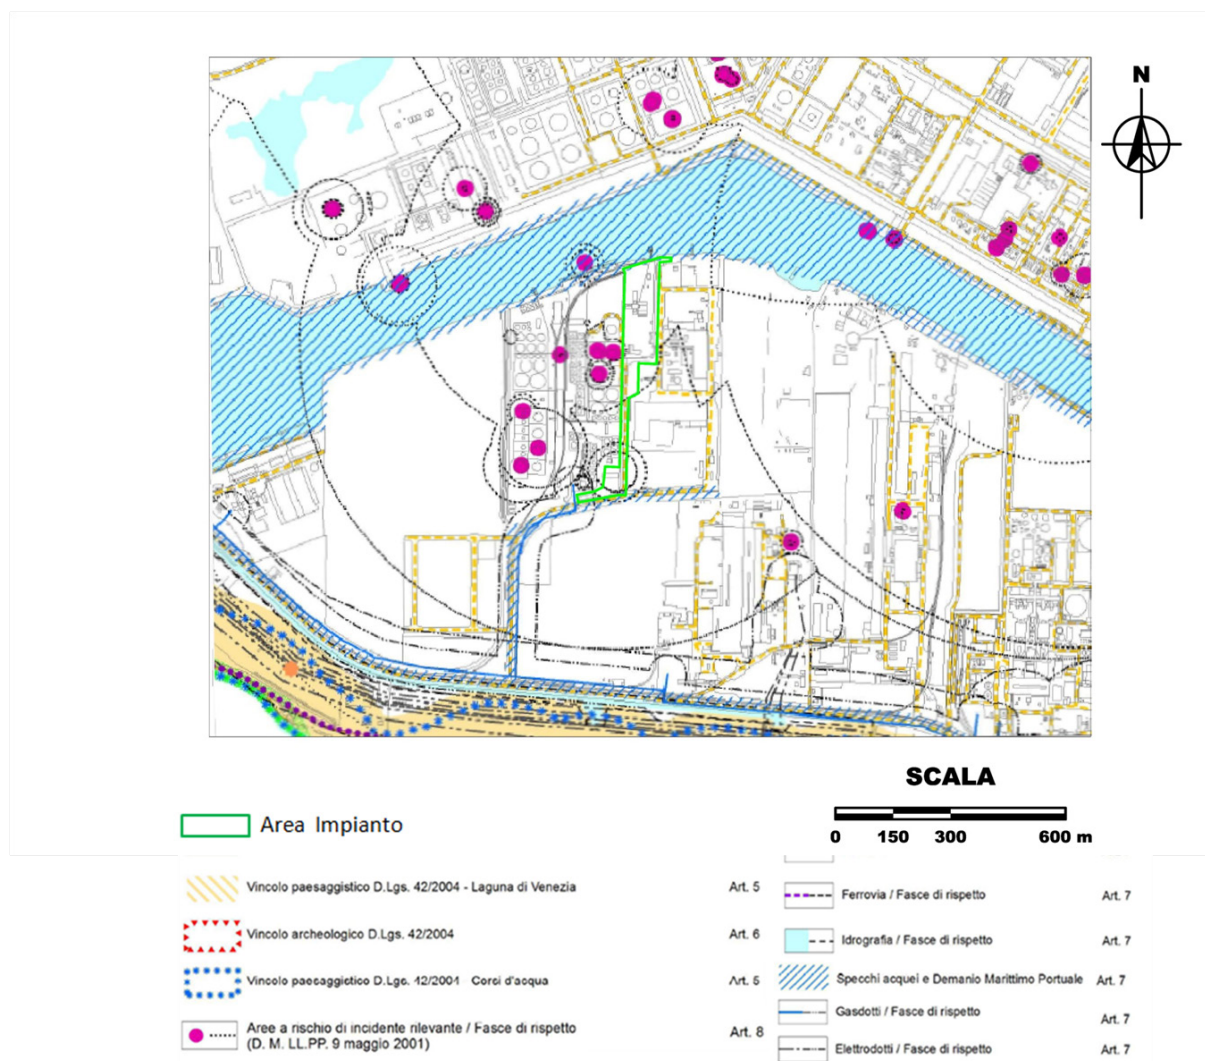 N
SCALA
0 150 300 600 m
Area Impianto
Vincolo paesaggistico D.Lgs. 42/2004 - Laguna di Venezia Art. 5
Vincolo archeologico D.Lgs. 42/2004 Art. 6
Vincolo paesaggistico D.Lgs. 42/2004 Corsi d'acqua Art. 5
Aree a rischio di incidente rilevante / Fasce di rispetto Art. 8
(D. M. LL.PP. 9 maggio 2001)
Ferrovia / Fasce di rispetto Art. 7
Idrografia / Fasce di rispetto Art. 7
Specchi acquei e Demanio Marittimo Portuale Art. 7
Gasdotti / Fasce di rispetto Art. 7
Elettrodotti / Fasce di rispetto Art. 7